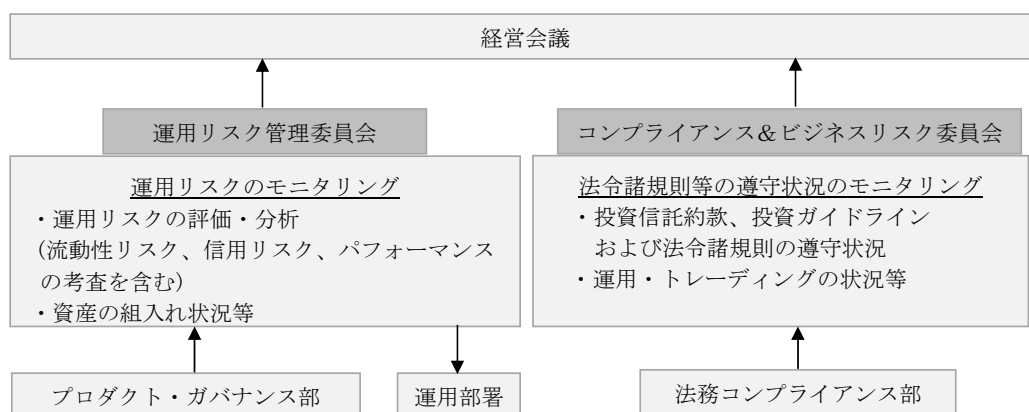 経営会議
運用リスク管理委員会
運用リスクのモニタリング
・運用リスクの評価・分析
(流動性リスク、信用リスク、パフォーマンス
の考査を含む)
・資産の組入れ状況等
コンプライアンス&ビジネスリスク委員会
法令諸規則等の遵守状況のモニタリング
・投資信託約款、投資ガイドライン
および法令諸規則の遵守状況
・運用・トレーディングの状況等
プロダクト・ガバナンス部
運用部署
法務コンプライアンス部